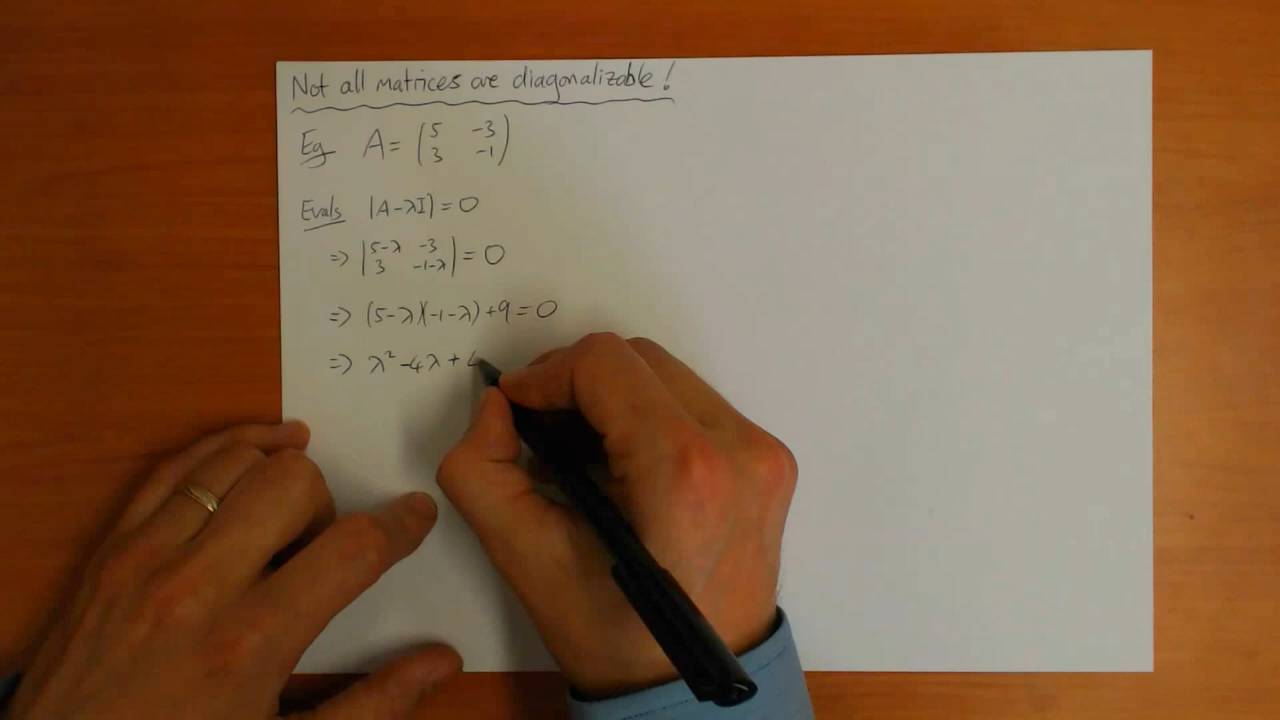 Not all matrices are diagonalizable!
Eg A = (5 -3
3 -1)
Evals |A-λI| = 0
=> |5-λ -3
3 -1-λ| = 0
=> (5-λ)(-1-λ) + 9 = 0
=> λ² - 4λ + 4